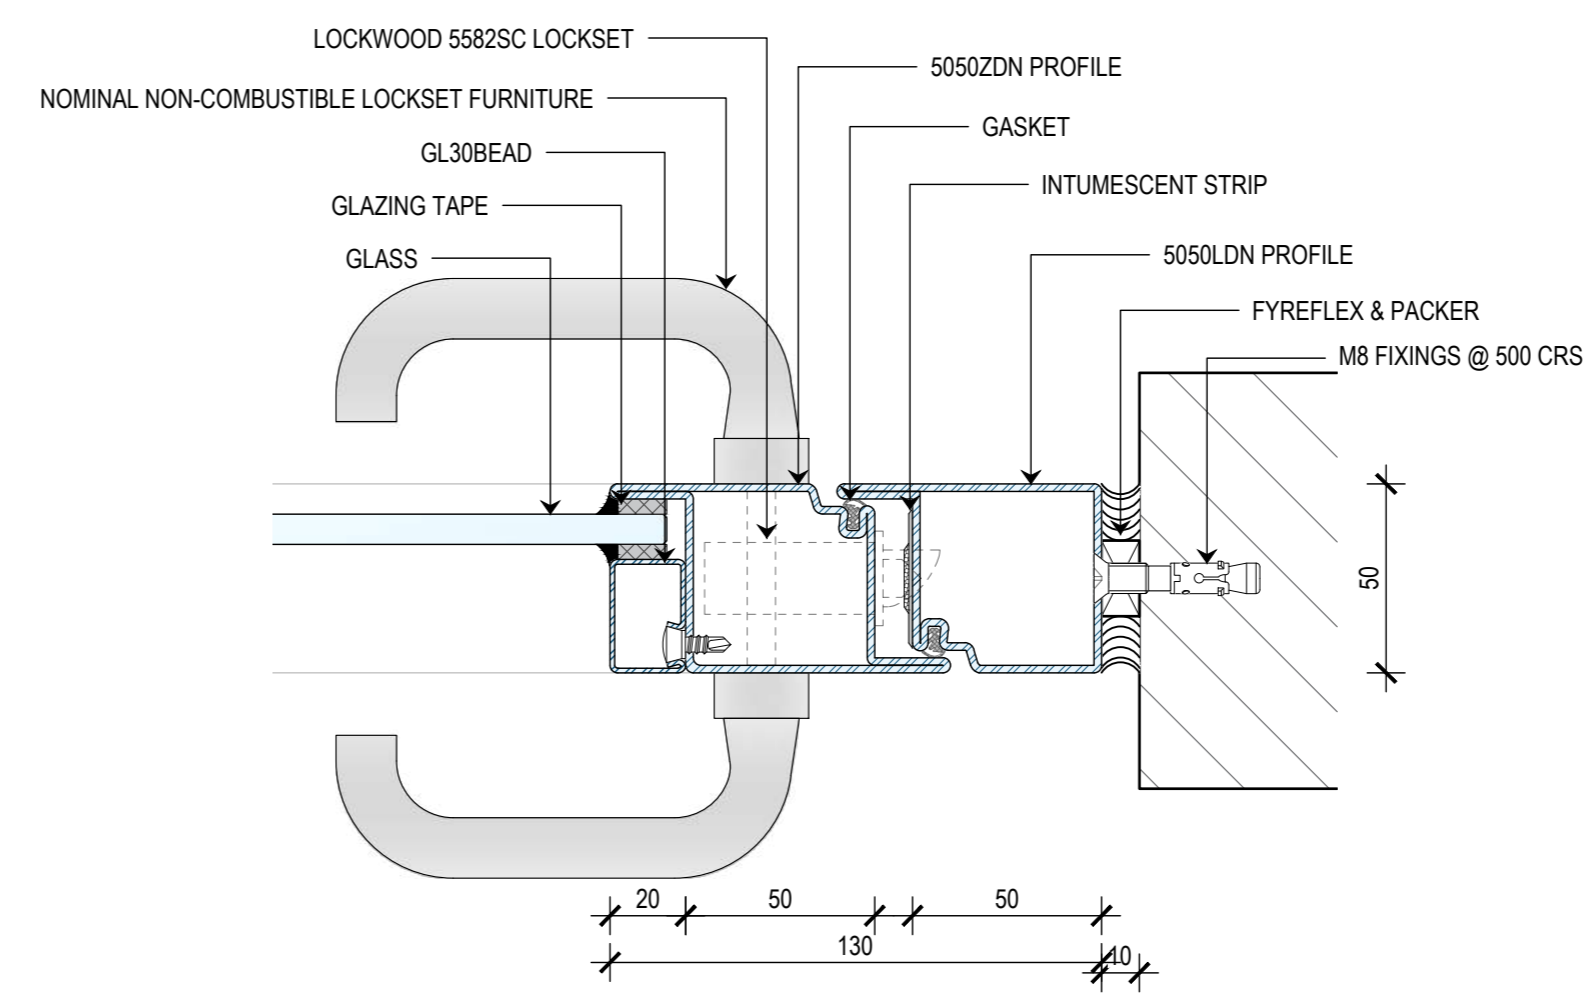 LOCKWOOD 5582SC LOCKSET
5050ZDN PROFILE
NOMINAL NON-COMBUSTIBLE LOCKSET FURNITURE
GASKET
GL30BEAD
INTUMESCENT STRIP
GLAZING TAPE
GLASS
5050LDN PROFILE
FYREFLEX & PACKER
M8 FIXINGS @ 500 CRS
50
20
50
50
130
10